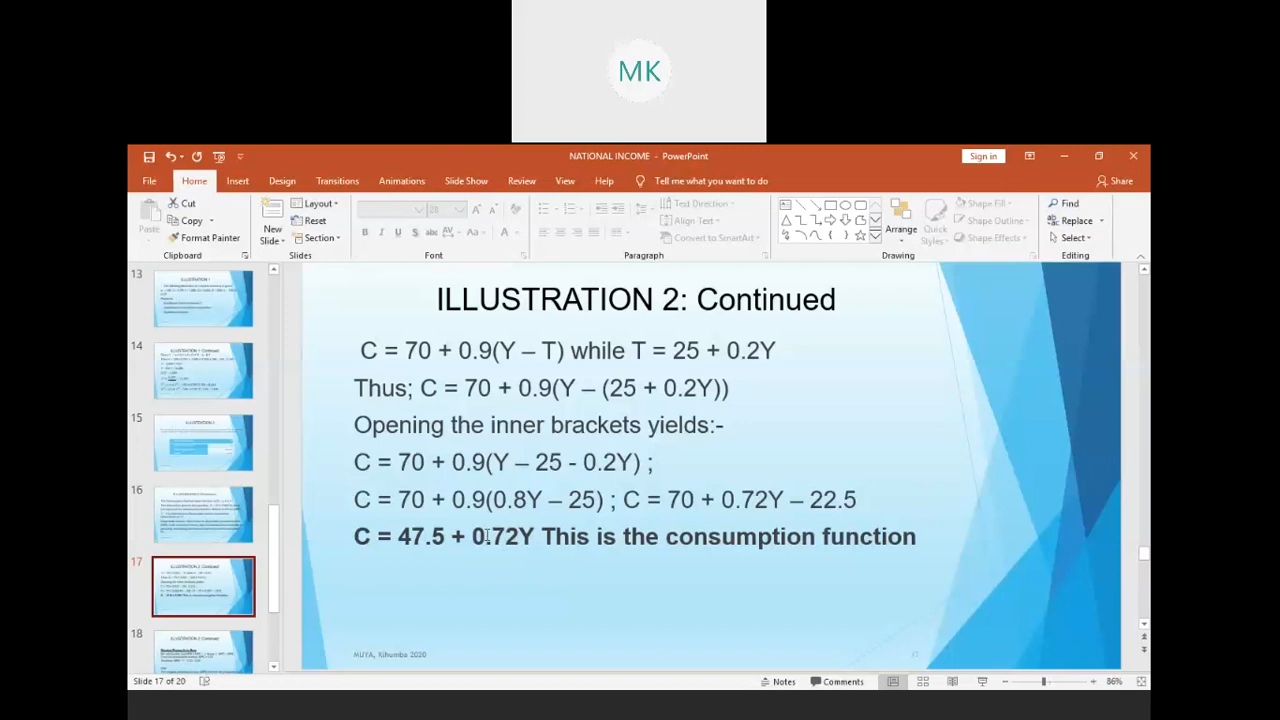 MK
NATIONAL INCOME - PowerPoint
Sign in
File Home Insert Design Transitions Animations Slide Show Review View Help Tell me what you want to do Share
Paste
Cut
Copy
Format Painter
Clipboard
New
Slide
Layout
Reset
Section
Slides
28
Font
Text Direction
Align Text
Convert to SmartArt
Paragraph
Arrange
Quick
Styles
Shape Fill
Shape Outline
Shape Effects
Drawing
Find
Replace
Select
Editing
13
14
15
16
17
18
ILLUSTRATION 2: Continued
C = 70 + 0.9(Y – T) while T = 25 + 0.2Y
Thus; C = 70 + 0.9(Y – (25 + 0.2Y))
Opening the inner brackets yields:-
C = 70 + 0.9(Y – 25 - 0.2Y) ;
C = 70 + 0.9(0.8Y – 25) ; C = 70 + 0.72Y – 22.5
C = 47.5 + 0.72Y This is the consumption function
MUYA, Kihumba 2020
17
Slide 17 of 20
Notes
Comments
86%